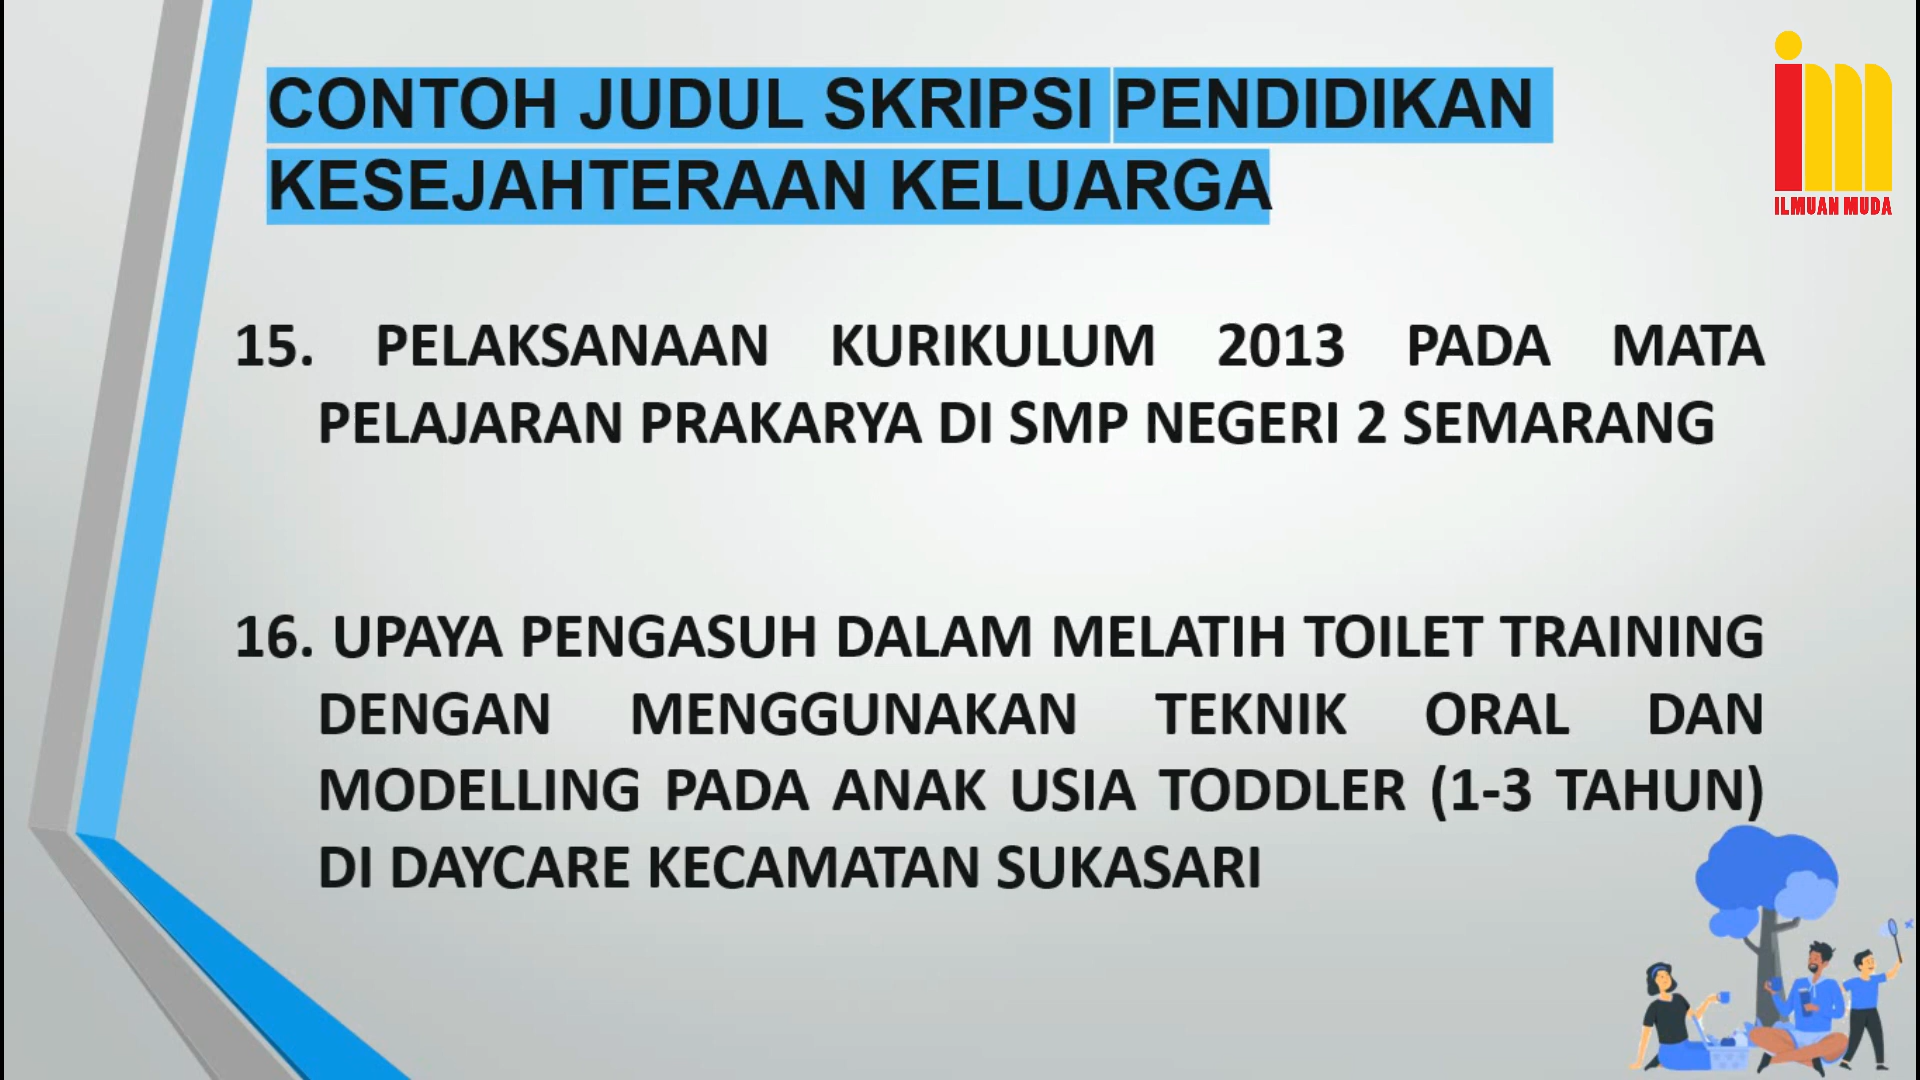 CONTOH JUDUL SKRIPSI PENDIDIKAN
KESEJAHTERAAN KELUARGA
ILMUAN MUDA
15. PELAKSANAAN KURIKULUM 2013 PADA MATA
PELAJARAN PRAKARYA DI SMP NEGERI 2 SEMARANG
16. UPAYA PENGASUH DALAM MELATIH TOILET TRAINING
DENGAN MENGGUNAKAN TEKNIK ORAL DAN
MODELLING PADA ANAK USIA TODDLER (1-3 TAHUN)
DI DAYCARE KECAMATAN SUKASARI